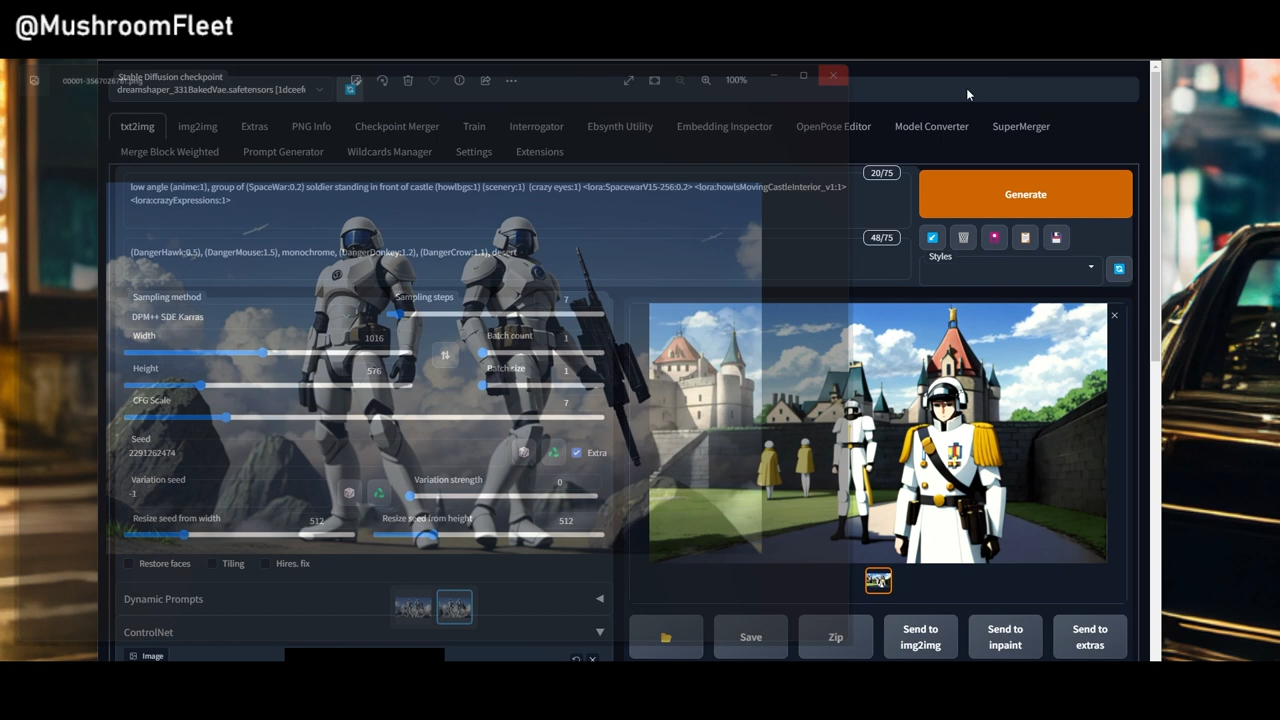 @MushroomFleet
Stable Diffusion checkpoint
100%
dreamshaper_331BakedVae.safetensors [1dceefe
txt2img img2img Extras PNG Info Checkpoint Merger Train Interrogator Ebsynth Utility Embedding Inspector OpenPose Editor Model Converter SuperMerger
Merge Block Weighted Prompt Generator Wildcards Manager Settings Extensions
20/75
low angle (anime:1), group of (SpaceWar:0.2) soldier standing in front of castle (howlbgs:1) (scenery:1) (crazy eyes:1) <lora:SpacewarV15-256:0.2> <lora:howlsMovingCastleInterior_v1:1>
<lora:crazyExpressions:1>
Generate
48/75
(DangerHawk:0.5), (DangerMouse:1.5), monochrome, (DangerDonkey:1.2), (DangerCrow:1.1), desert
Styles
Sampling method
DPM++ SDE Karras
Sampling steps
7
Width
1016
Batch count
1
Height
576
Batch size
1
CFG Scale
7
Seed
2291262474
Extra
Variation seed
-1
Variation strength
0
Resize seed from width
512
Resize seed from height
512
Restore faces Tiling Hires. fix
Dynamic Prompts
ControlNet
Image
Save
Zip
Send to
img2img
Send to
inpaint
Send to
extras